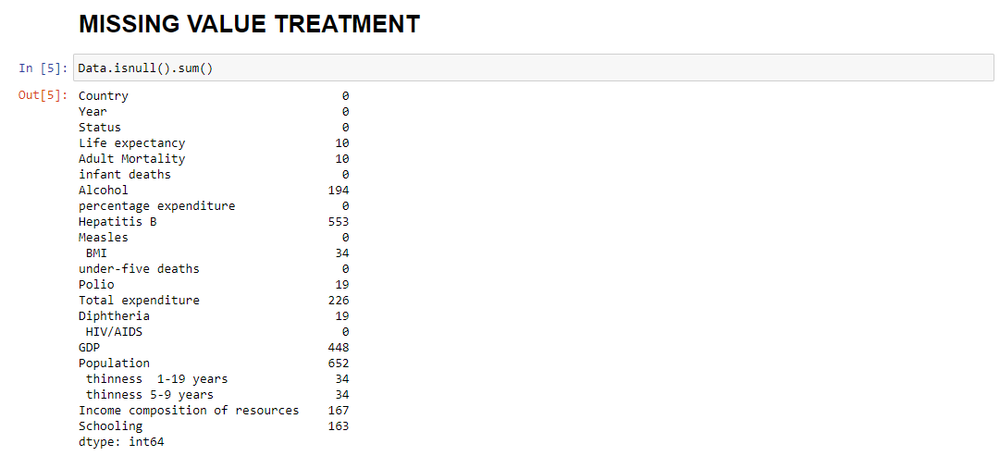 MISSING VALUE TREATMENT
In [5]: Data.isnull().sum()
Out[5]: Country 0
Year 0
Status 0
Life expectancy 10
Adult Mortality 10
infant deaths 0
Alcohol 194
percentage expenditure 0
Hepatitis B 553
Measles 0
BMI 34
under-five deaths 0
Polio 19
Total expenditure 226
Diphtheria 19
HIV/AIDS 0
GDP 448
Population 652
thinness  1-19 years 34
thinness 5-9 years 34
Income composition of resources 167
Schooling 163
dtype: int64